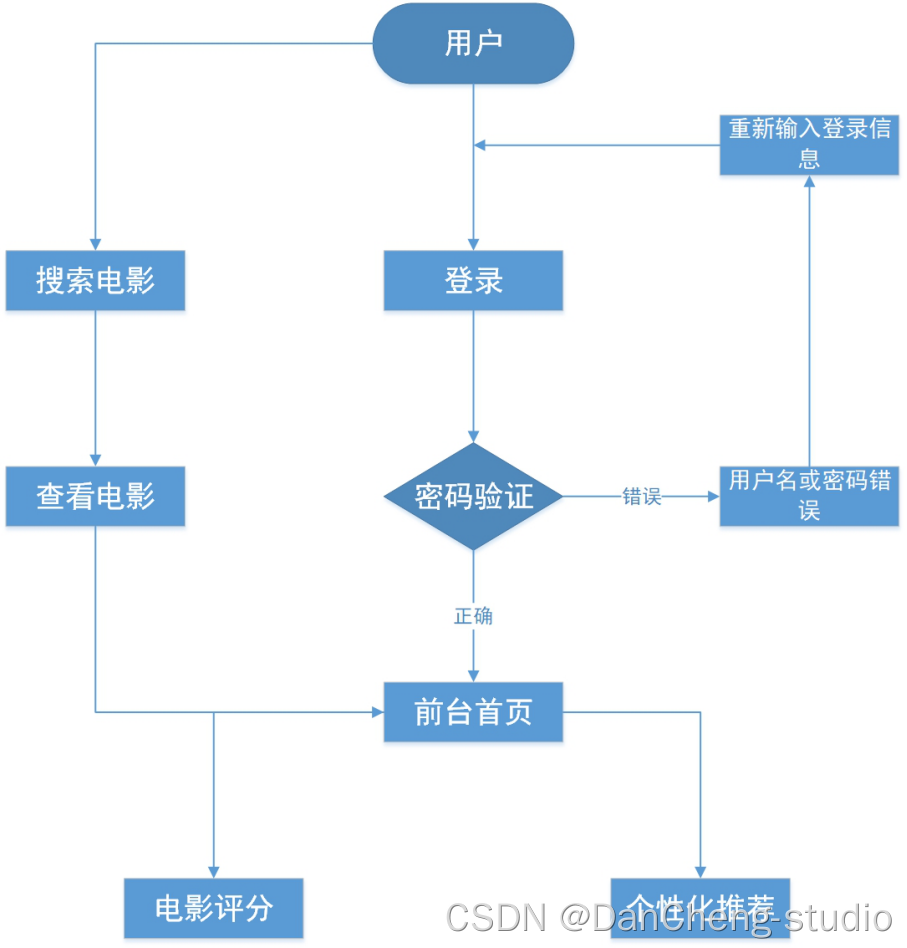 用户
重新输入登录信
息
搜索电影
登录
查看电影
密码验证
错误
用户名或密码错
误
正确
前台首页
电影评分
个性化推荐
CSDN @DanCheng-studio